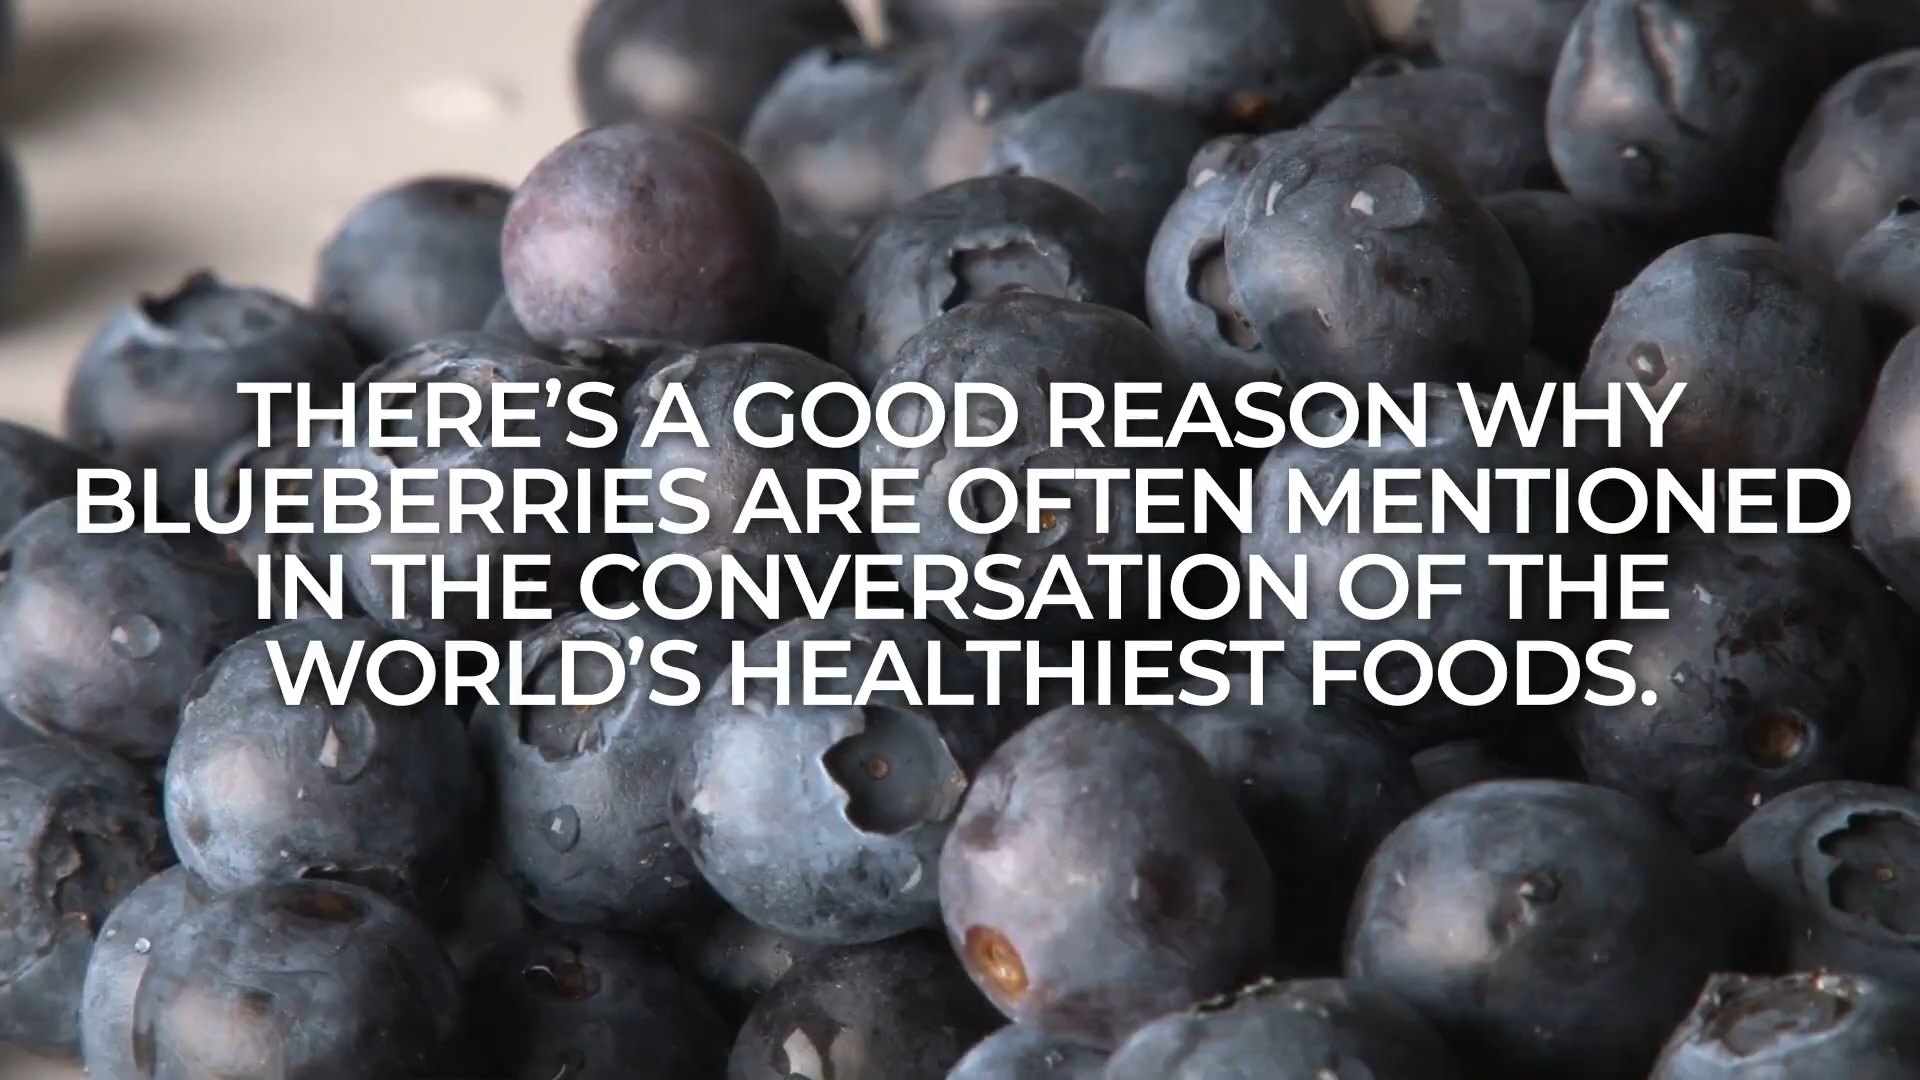 THERE’S A GOOD REASON WHY
BLUEBERRIES ARE OFTEN MENTIONED
IN THE CONVERSATION OF THE
WORLD’S HEALTHIEST FOODS.